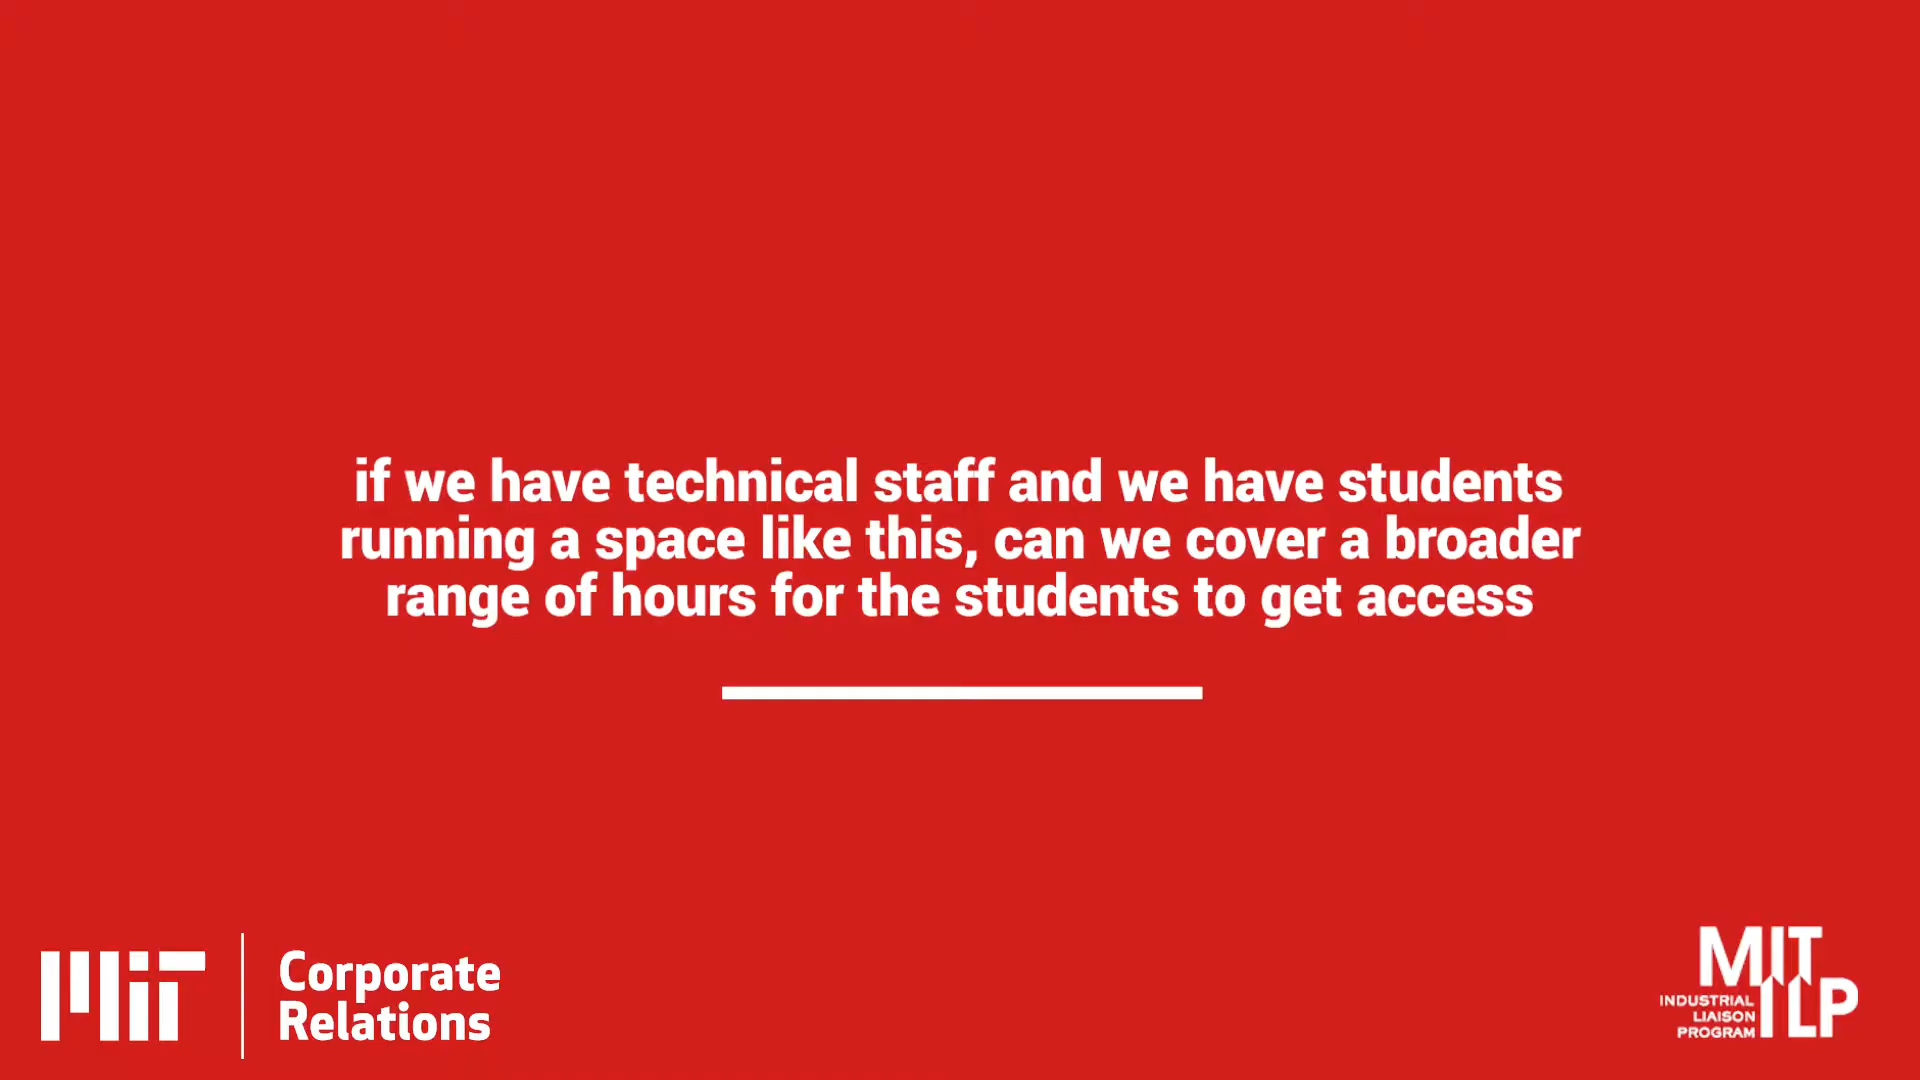 if we have technical staff and we have students
running a space like this, can we cover a broader
range of hours for the students to get access
MIT
Corporate
Relations
MIT
ILP
INDUSTRIAL
LIAISON
PROGRAM